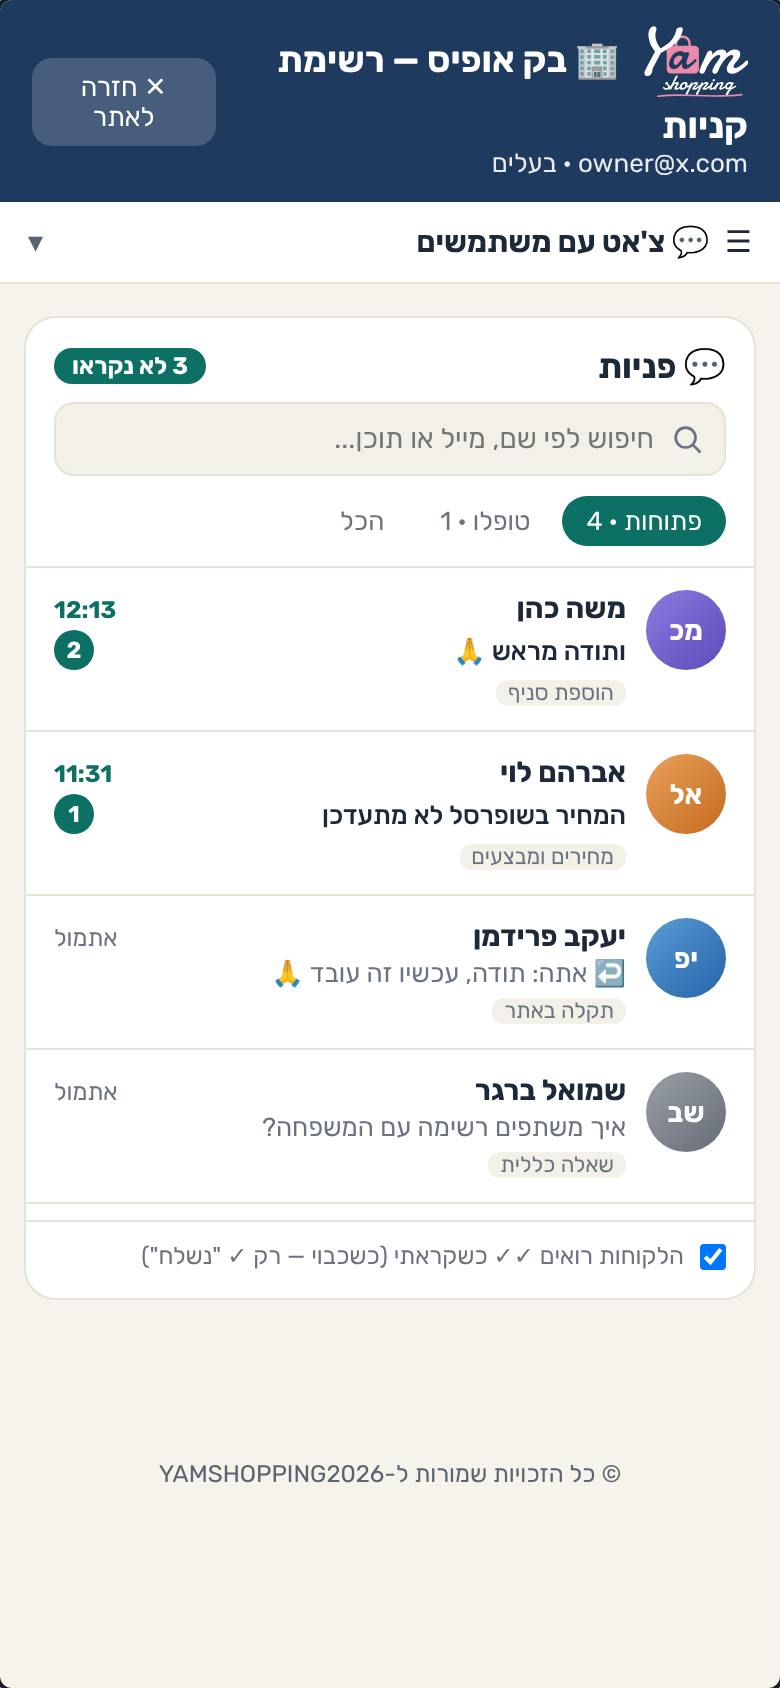 Yam shopping 🏢 בק אופיס — רשימת קניות
owner@x.com • בעלים
✕ חזרה לאתר
☰ 💬 צ'אט עם משתמשים ▼
💬 פניות
3 לא נקראו
חיפוש לפי שם, מייל או תוכן...
פתוחות • 4
טופלו • 1
הכל
מכ
משה כהן
12:13
ותודה מראש 🙏
2
הוספת סניף
אל
אברהם לוי
11:31
המחיר בשופרסל לא מתעדכן
1
מחירים ומבצעים
יפ
יעקב פרידמן
אתמול
↩️ אתה: תודה, עכשיו זה עובד 🙏
תקלה באתר
שב
שמואל ברגר
אתמול
איך משתפים רשימה עם המשפחה?
שאלה כללית
הלקוחות רואים ✓✓ כשקראתי (כשכבוי — רק ✓ "נשלח")
© כל הזכויות שמורות ל-YAMSHOPPING2026